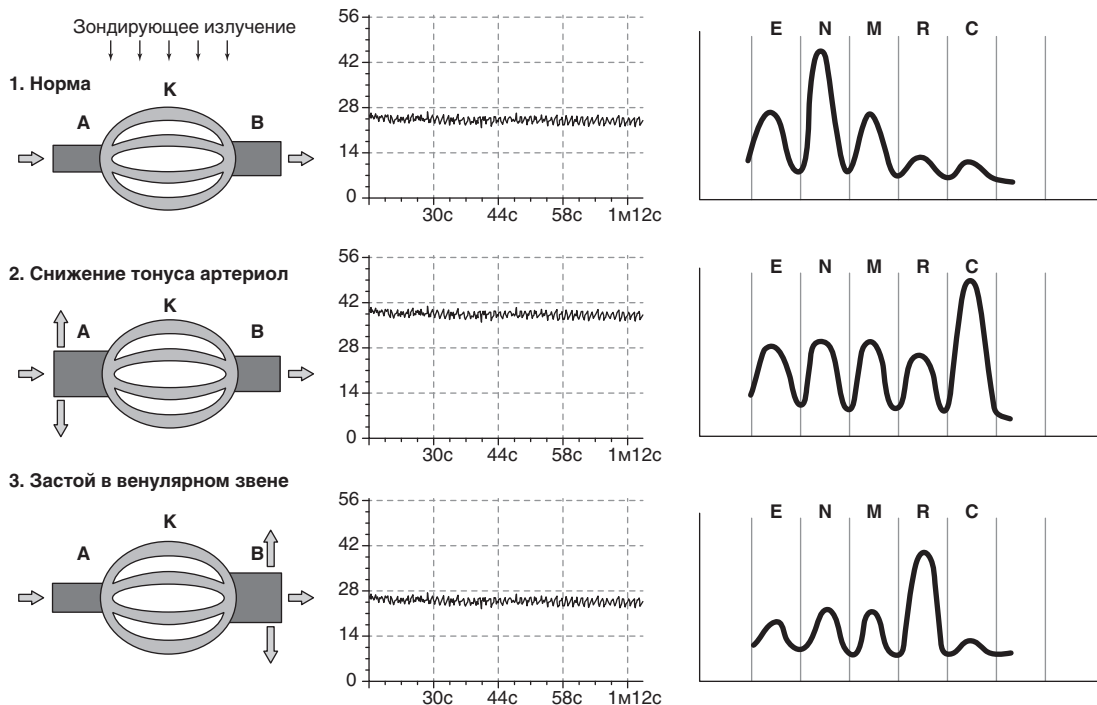 Зондирующее излучение
1. Норма
А К В
56
42
28
14
0
30с 44с 58с 1м12с
E N M R C
2. Снижение тонуса артериол
А К В
56
42
28
14
0
30с 44с 58с 1м12с
E N M R C
3. Застой в венулярном звене
А К В
56
42
28
14
0
30с 44с 58с 1м12с
E N M R C